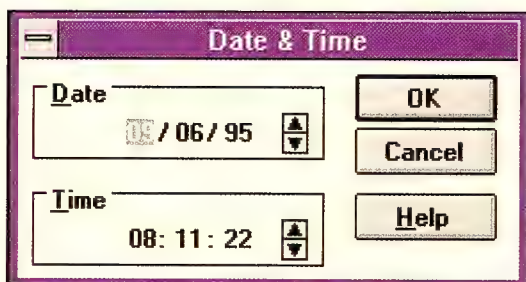 Date & Time
Date
/ 06 / 95
Time
08: 11 : 22
OK
Cancel
Help